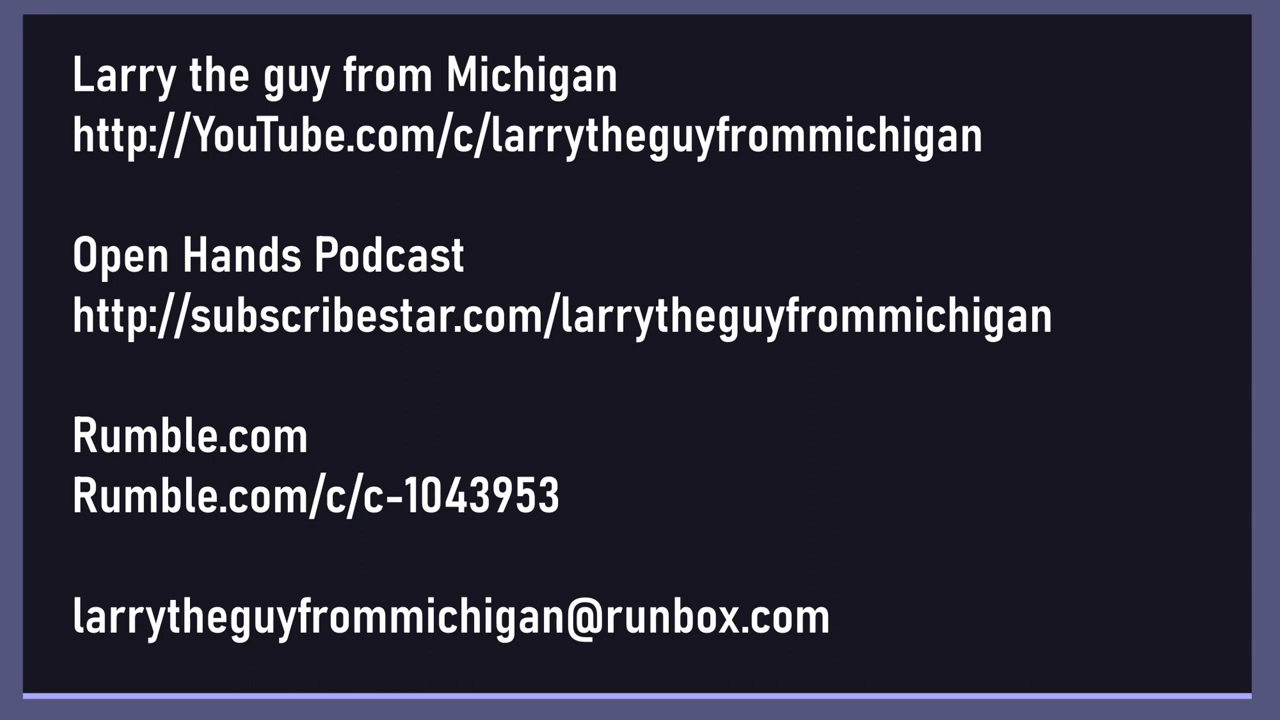 Larry the guy from Michigan
http://YouTube.com/c/larrytheguyfrommichigan
Open Hands Podcast
http://subscribestar.com/larrytheguyfrommichigan
Rumble.com
Rumble.com/c/c-1043953
larrytheguyfrommichigan@runbox.com